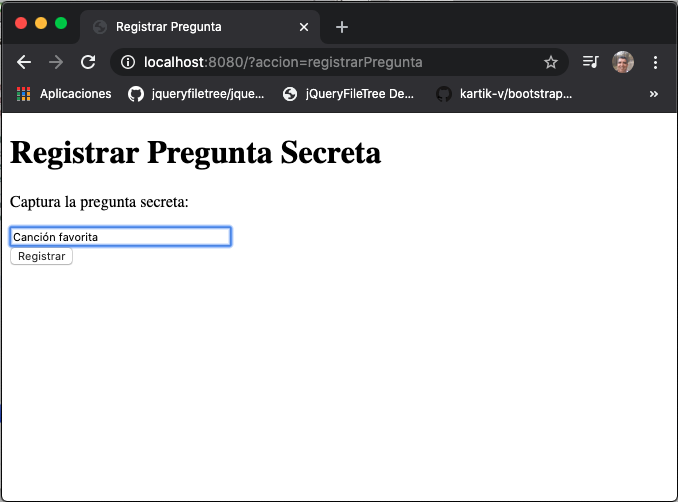 Registrar Pregunta
localhost:8080/?accion=registrarPregunta
Aplicaciones jqueryfiletree/jque... jQueryFileTree De... kartik-v/bootstrap... »
Registrar Pregunta Secreta
Captura la pregunta secreta:
Canción favorita
Registrar